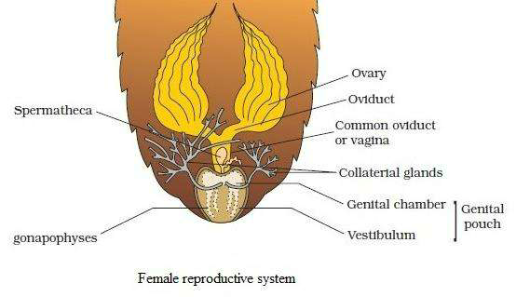 Ovary
Oviduct
Spermatheca
Common oviduct
or vagina
Collaterial glands
Genital chamber
Genital
pouch
Vestibulum
gonapophyses
Female reproductive system